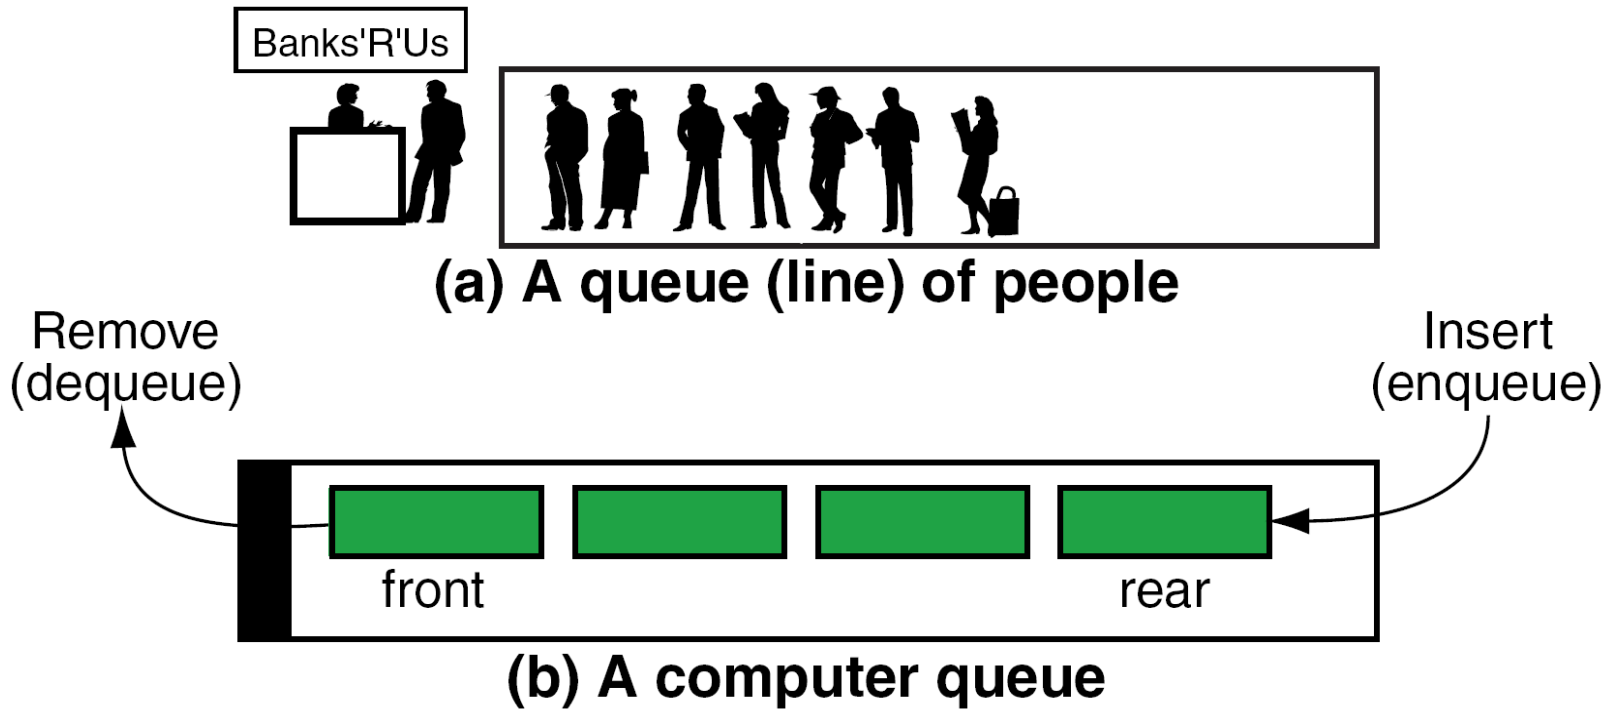 Banks'R'Us
(a) A queue (line) of people
Remove
(dequeue)
Insert
(enqueue)
front
rear
(b) A computer queue